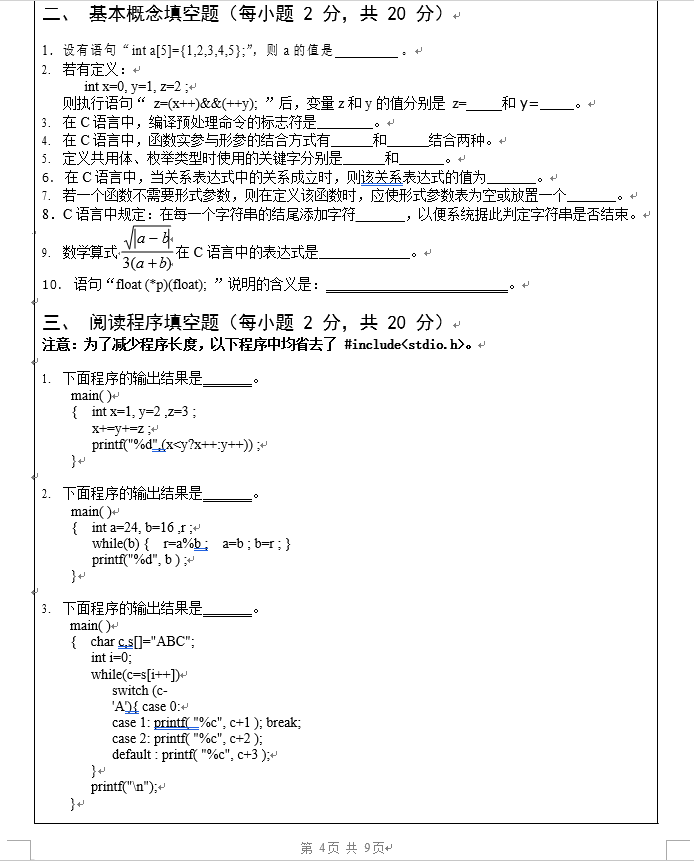 二、 基本概念填空题（每小题 2 分，共 20 分）
1. 设有语句“int a[5]={1,2,3,4,5};”，则 a 的值是_________ 。
2. 若有定义：
int x=0, y=1, z=2 ;
则执行语句“ z=(x++)&&(++y); ”后，变量 z 和 y 的值分别是 z=_____和 y=_____。
3. 在 C 语言中，编译预处理命令的标志符是________。
4. 在 C 语言中，函数实参与形参的结合方式有______和______结合两种。
5. 定义共用体、枚举类型时使用的关键字分别是______和______。
6. 在 C 语言中，当关系表达式中的关系成立时，则该关系表达式的值为_______。
7. 若一个函数不需要形式参数，则在定义该函数时，应使形式参数表为空或放置一个_______。
8. C 语言中规定：在每一个字符串的结尾添加字符_______，以便系统据此判定字符串是否结束。
9. 数学算式 √|a−b| / 3(a+b) 在 C 语言中的表达式是_____________。
10. 语句“float (*p)(float); ”说明的含义是：__________________________。
三、 阅读程序填空题（每小题 2 分，共 20 分）
注意：为了减少程序长度，以下程序中均省去了 #include<stdio.h>。
1. 下面程序的输出结果是_______。
main( )
{ int x=1, y=2 ,z=3 ;
x+=y+=z ;
printf("%d",(x<y?x++:y++)) ;
}
2. 下面程序的输出结果是_______。
main( )
{ int a=24, b=16 ,r ;
while(b) { r=a%b ; a=b ; b=r ; }
printf("%d", b ) ;
}
3. 下面程序的输出结果是_______。
main( )
{ char c,s[]="ABC";
int i=0;
while(c=s[i++])
switch (c-
'A'){ case 0:
case 1: printf( "%c", c+1 ); break;
case 2: printf( "%c", c+2 );
default : printf( "%c", c+3 );
}
printf("\n");
}
第 4页 共 9页